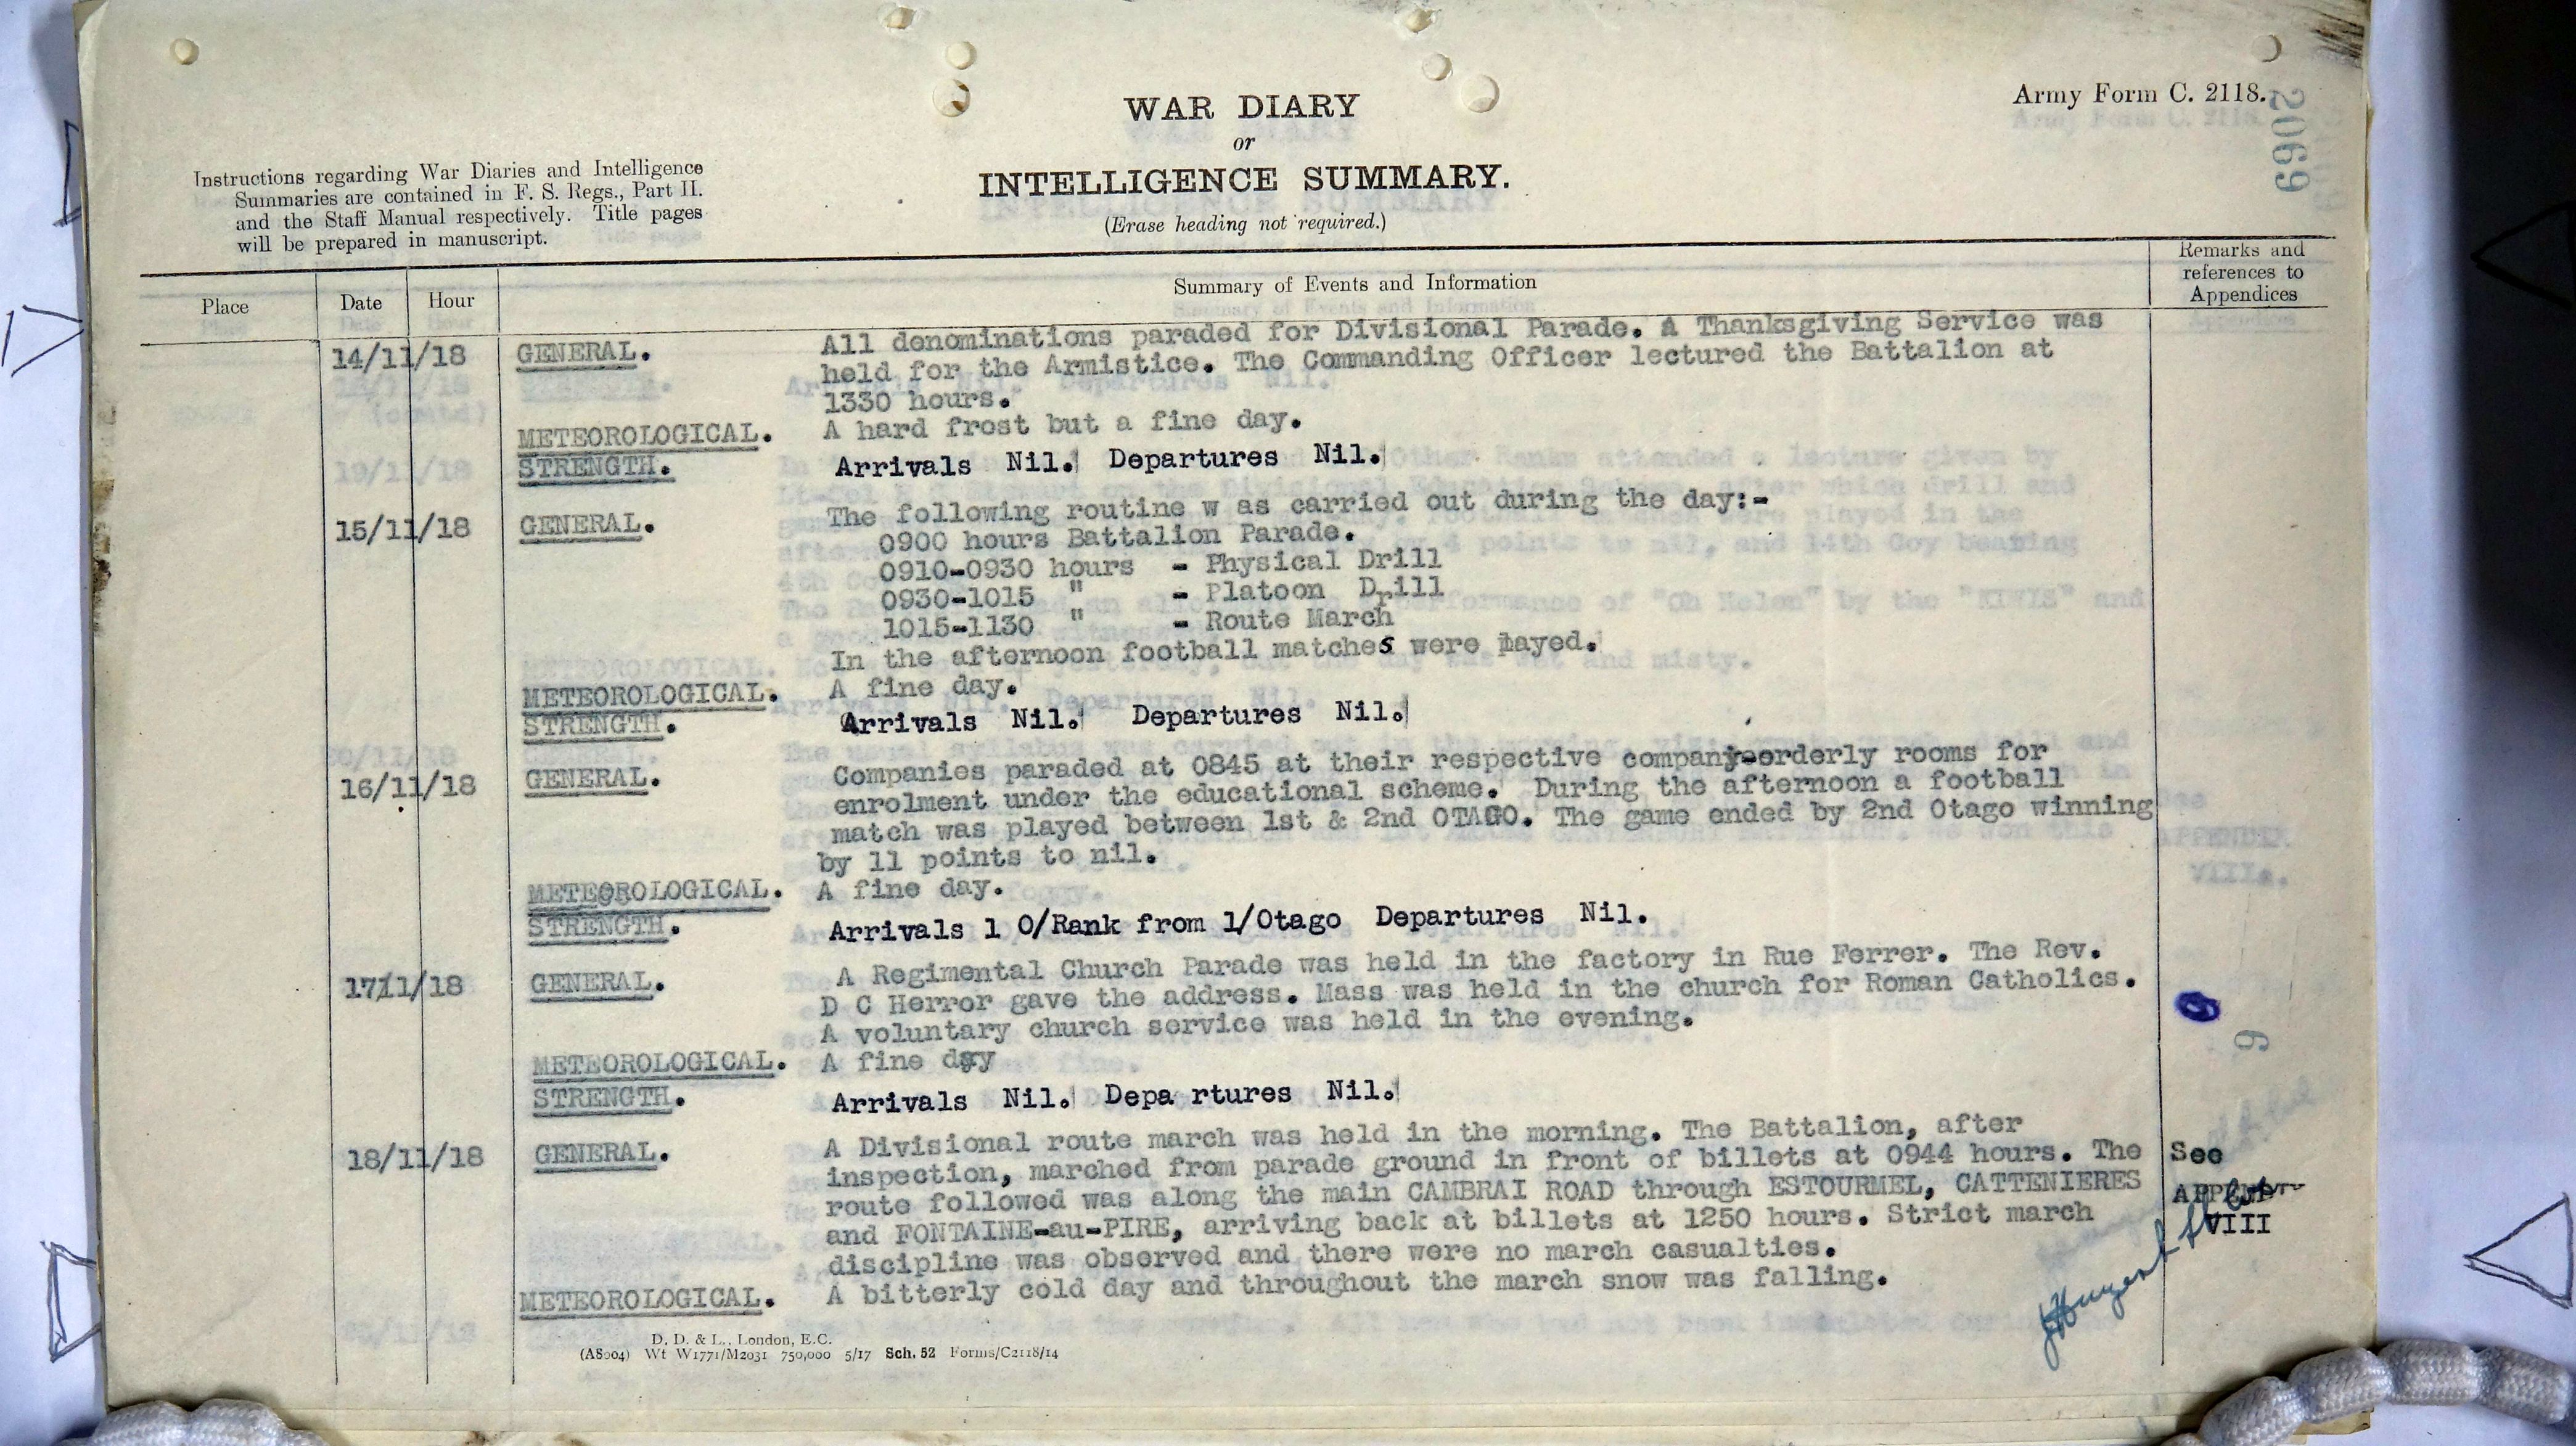 Army Form C. 2118.
2069
WAR DIARY
or
INTELLIGENCE SUMMARY.
(Erase heading not required.)
Instructions regarding War Diaries and Intelligence
Summaries are contained in F. S. Regs., Part II.
and the Staff Manual respectively. Title pages
will be prepared in manuscript.
Place Date Hour Summary of Events and Information Remarks and references to Appendices
14/11/18 GENERAL. All denominations paraded for Divisional Parade. A Thanksgiving Service was
held for the Armistice. The Commanding Officer lectured the Battalion at
1330 hours.
METEOROLOGICAL. A hard frost but a fine day.
STRENGTH. Arrivals Nil. Departures Nil.
15/11/18 GENERAL. The following routine w as carried out during the day:-
0900 hours Battalion Parade.
0910-0930 hours - Physical Drill
0930-1015 " - Platoon Drill
1015-1130 " - Route March
In the afternoon football matches were layed.
METEOROLOGICAL. A fine day.
STRENGTH. Arrivals Nil. Departures Nil.
16/11/18 GENERAL. Companies paraded at 0845 at their respective company-orderly rooms for
enrolment under the educational scheme. During the afternoon a football
match was played between 1st & 2nd OTAGO. The game ended by 2nd Otago winning
by 11 points to nil.
METEOROLOGICAL. A fine day.
STRENGTH. Arrivals 1 O/Rank from 1/Otago Departures Nil.
17/11/18 GENERAL. A Regimental Church Parade was held in the factory in Rue Ferrer. The Rev.
D C Herror gave the address. Mass was held in the church for Roman Catholics.
A voluntary church service was held in the evening.
METEOROLOGICAL. A fine day
STRENGTH. Arrivals Nil. Depa rtures Nil.
18/11/18 GENERAL. A Divisional route march was held in the morning. The Battalion, after
inspection, marched from parade ground in front of billets at 0944 hours. The See
route followed was along the main CAMBRAI ROAD through ESTOURMEL, CATTENIERES
and FONTAINE-au-PIRE, arriving back at billets at 1250 hours. Strict march VIII
discipline was observed and there were no march casualties.
METEOROLOGICAL. A bitterly cold day and throughout the march snow was falling.
6
D. D. & L., London, E.C.
(A8004) Wt W1771/M2031 750,000 5/17 Sch. 52 Forms/C2118/14